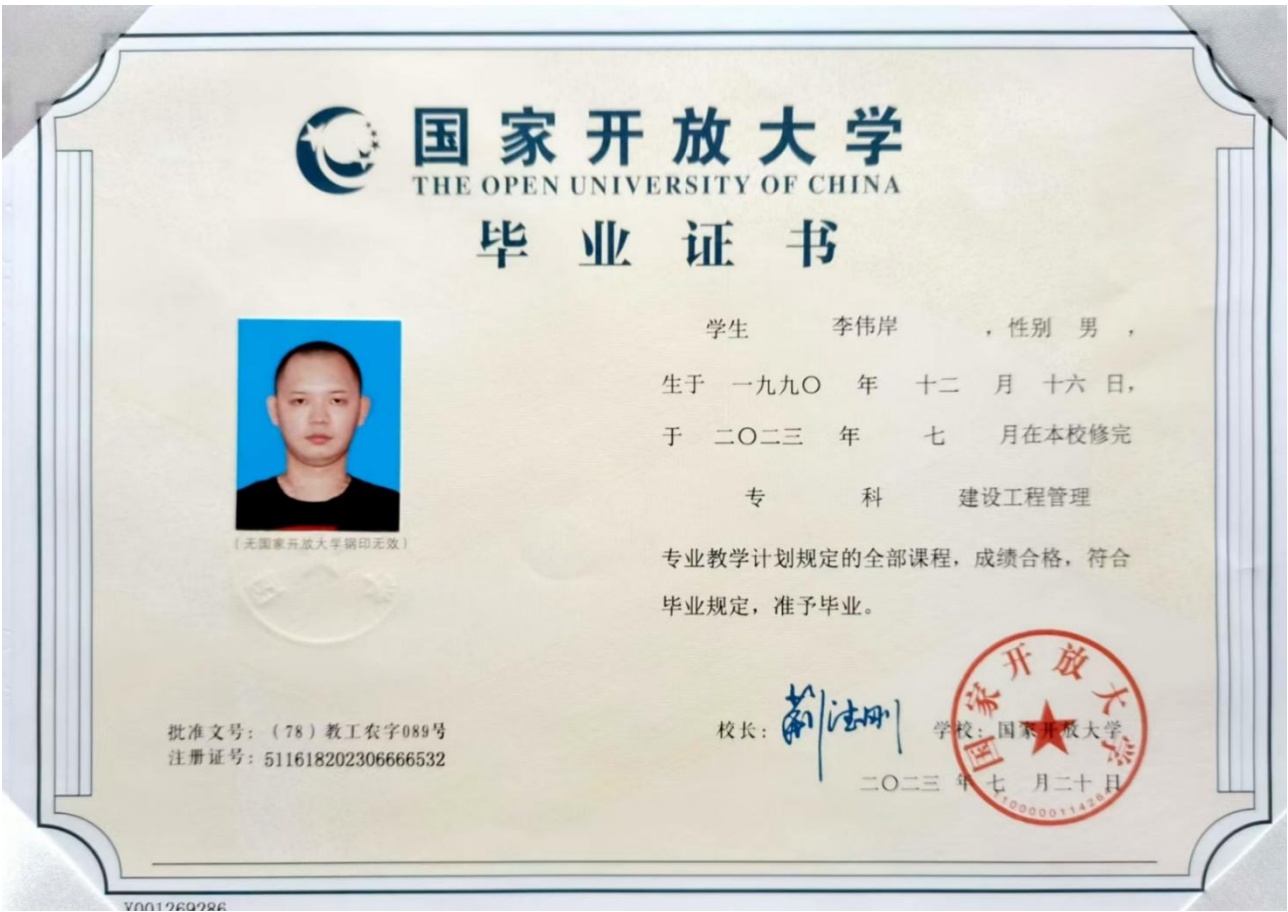 国家开放大学
THE OPEN UNIVERSITY OF CHINA
毕业证书
学生 李伟岸 ，性别 男 ，
生于 一九九〇 年 十二 月 十六 日，
于 二〇二三 年 七 月在本校修完
专 科 建设工程管理
专业教学计划规定的全部课程，成绩合格，符合
毕业规定，准予毕业。
（无国家开放大学钢印无效）
批准文号：（78）教工农字089号
注册证号：511618202306666532
校长：荆德刚 学校：国家开放大学
二〇二三 年 七 月二十 日
国家开放大学
Y001269286